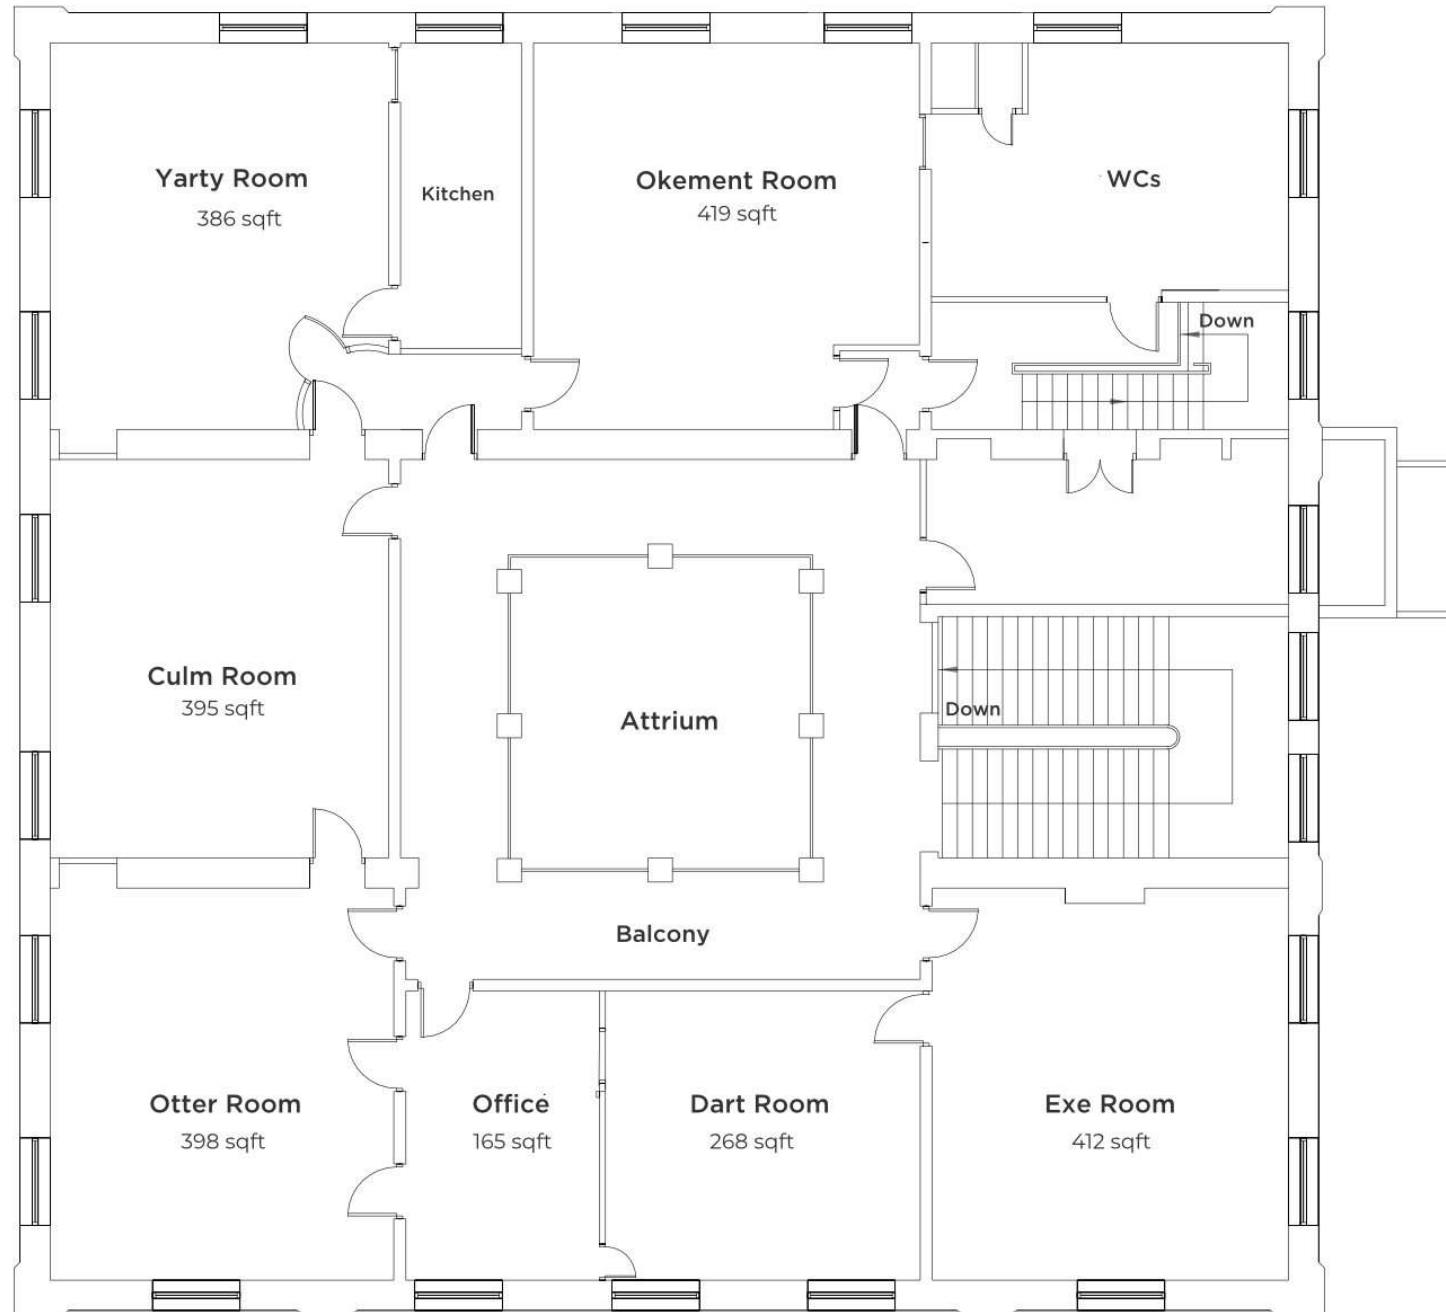 Yarty Room
386 sqft
Kitchen
Okement Room
419 sqft
WCs
Down
Culm Room
395 sqft
Attrium
Down
Balcony
Otter Room
398 sqft
Office
165 sqft
Dart Room
268 sqft
Exe Room
412 sqft